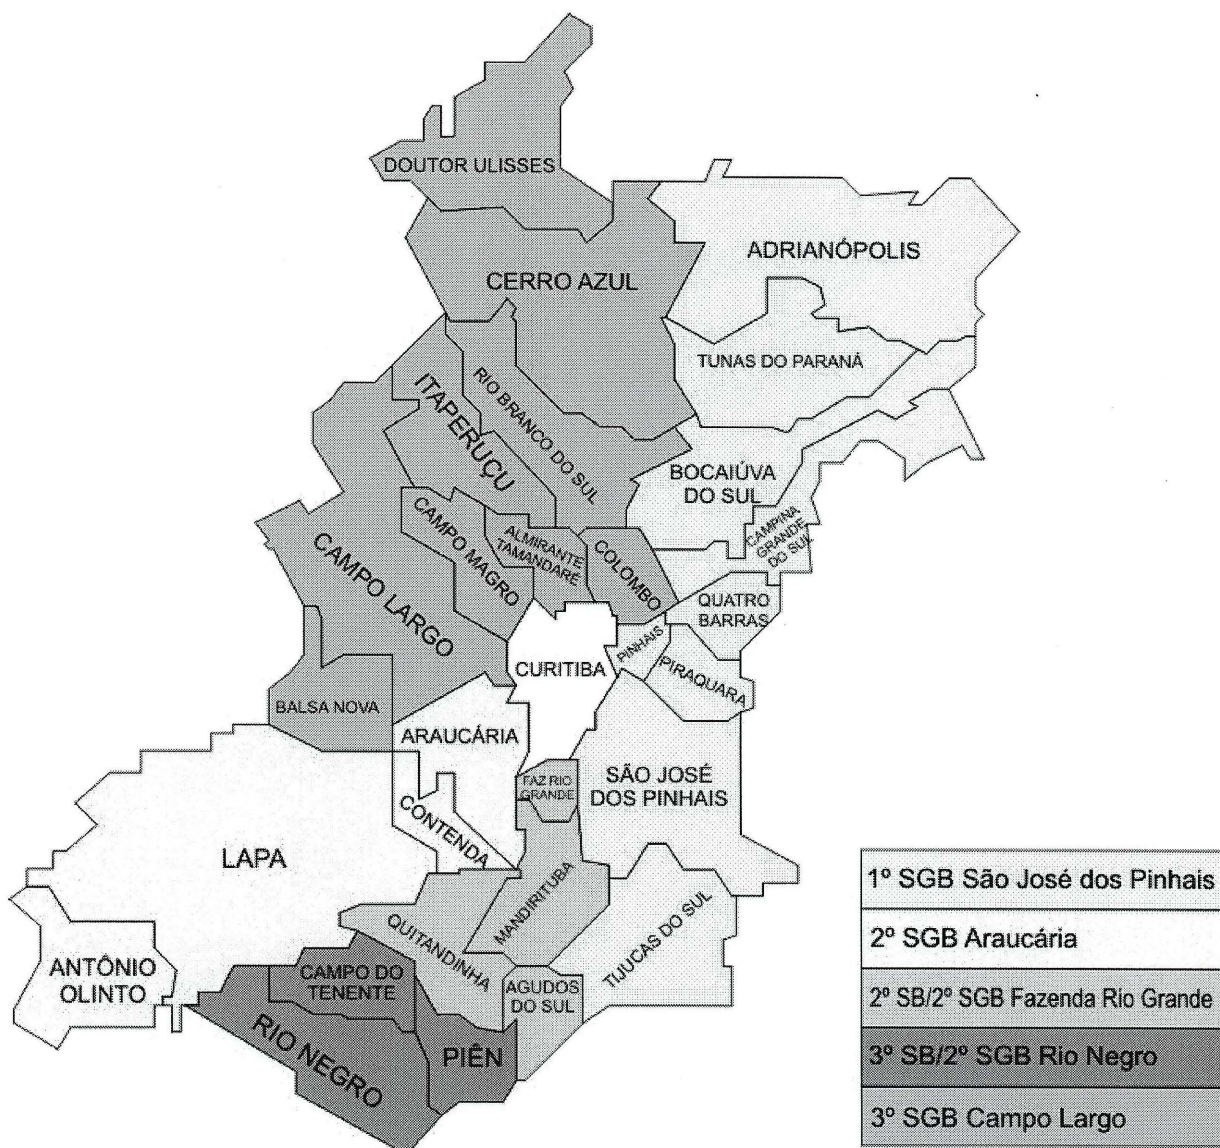 DOUTOR ULISSES
ADRIANÓPOLIS
CERRO AZUL
TUNAS DO PARANÁ
ITAPERUÇU
RIO BRANCO DO SUL
BOCAIÚVA
DO SUL
CAMPINA
GRANDE
DO SUL
CAMPO LARGO
CAMPO MAGRO
ALMIRANTE
TAMANDARÉ
COLOMBO
QUATRO
BARRAS
PINHAIS
PIRAQUARA
CURITIBA
BALSA NOVA
ARAUCÁRIA
FAZ RIO
GRANDE
SÃO JOSÉ
DOS PINHAIS
CONTENDA
LAPA
MANDIRITUBA
QUITANDINHA
TIJUCAS DO SUL
ANTÔNIO
OLINTO
CAMPO DO
TENENTE
AGUDOS
DO SUL
RIO NEGRO
PIÊN
1º SGB São José dos Pinhais
2º SGB Araucária
2º SB/2º SGB Fazenda Rio Grande
3º SB/2º SGB Rio Negro
3º SGB Campo Largo